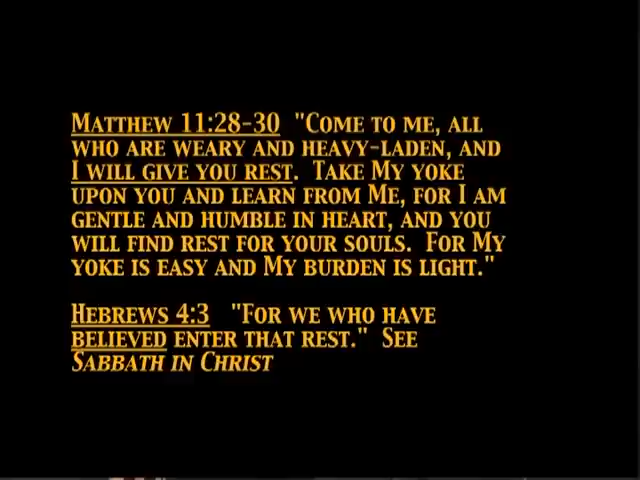 Matthew 11:28-30 "Come to me, all
who are weary and heavy-laden, and
I will give you rest. Take My yoke
upon you and learn from Me, for I am
gentle and humble in heart, and you
will find rest for your souls. For My
yoke is easy and My burden is light."
Hebrews 4:3 "For we who have
believed enter that rest." See
Sabbath in Christ